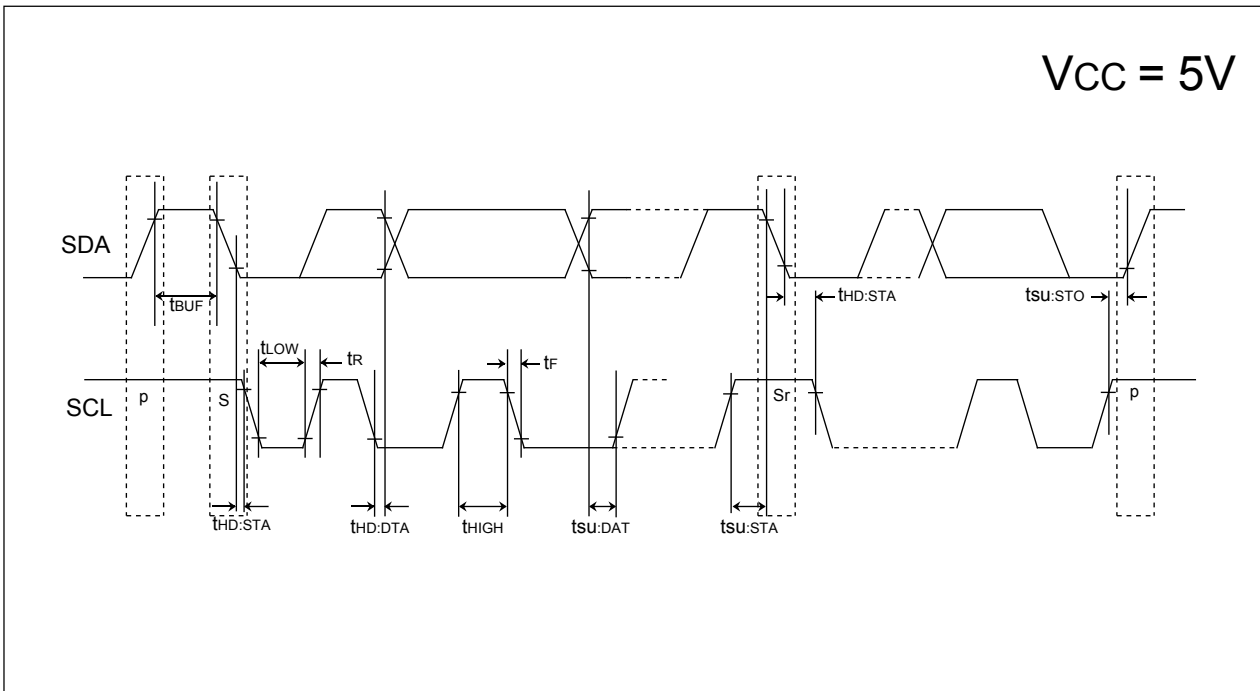 VCC = 5V
SDA
tBUF
tHD:STA
tsu:STO
tLOW
tR
tF
SCL
p
S
Sr
p
tHD:STA
tHD:DTA
tHIGH
tsu:DAT
tsu:STA